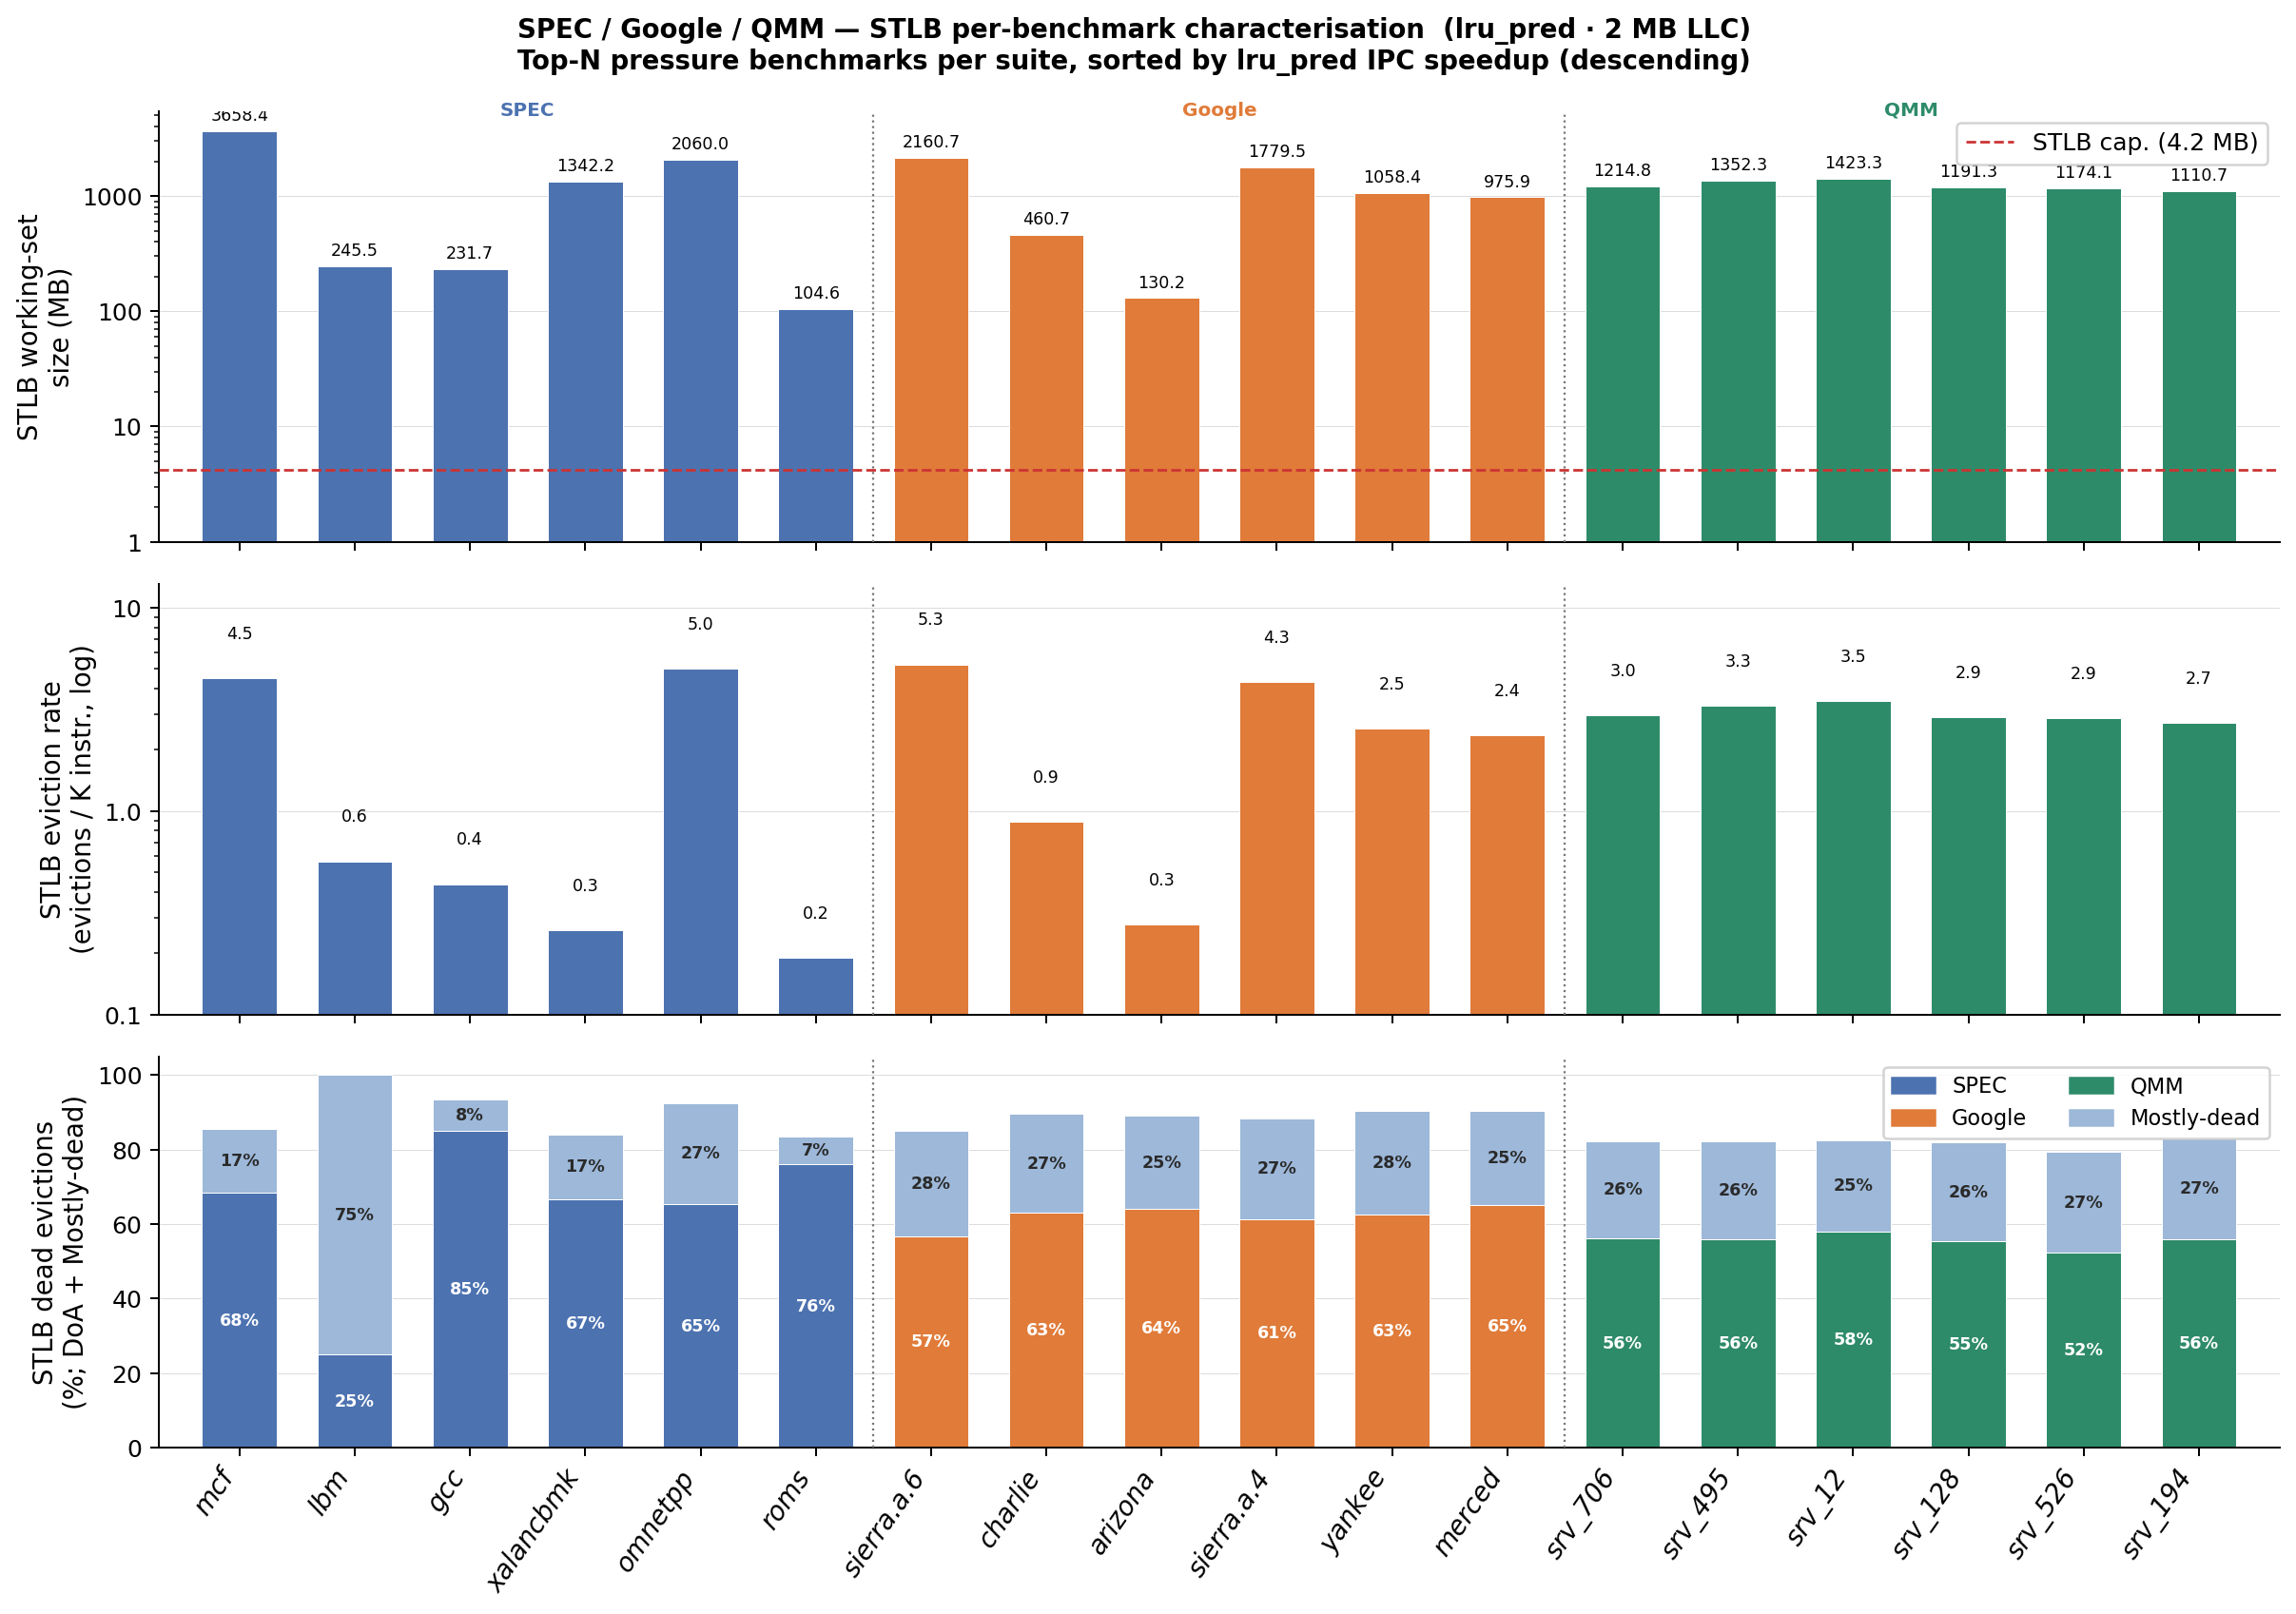 SPEC / Google / QMM — STLB per-benchmark characterisation (lru_pred · 2 MB LLC)
Top-N pressure benchmarks per suite, sorted by lru_pred IPC speedup (descending)
SPEC
Google
QMM
STLB cap. (4.2 MB)
STLB working-set
size (MB)
1000
100
10
1
3658.4
245.5
231.7
1342.2
2060.0
104.6
2160.7
460.7
130.2
1779.5
1058.4
975.9
1214.8
1352.3
1423.3
1191.3
1174.1
1110.7
STLB eviction rate
(evictions / K instr., log)
10
1.0
0.1
4.5
0.6
0.4
0.3
5.0
0.2
5.3
0.9
0.3
4.3
2.5
2.4
3.0
3.3
3.5
2.9
2.9
2.7
STLB dead evictions
(%; DoA + Mostly-dead)
100
80
60
40
20
0
SPEC
Google
QMM
Mostly-dead
17%
75%
8%
17%
27%
7%
28%
27%
25%
27%
28%
25%
26%
26%
25%
26%
27%
27%
68%
25%
85%
67%
65%
76%
57%
63%
64%
61%
63%
65%
56%
56%
58%
55%
52%
56%
mcf
lbm
gcc
xalancbmk
omnetpp
roms
sierra.a.6
charlie
arizona
sierra.a.4
yankee
merced
srv_706
srv_495
srv_12
srv_128
srv_526
srv_194